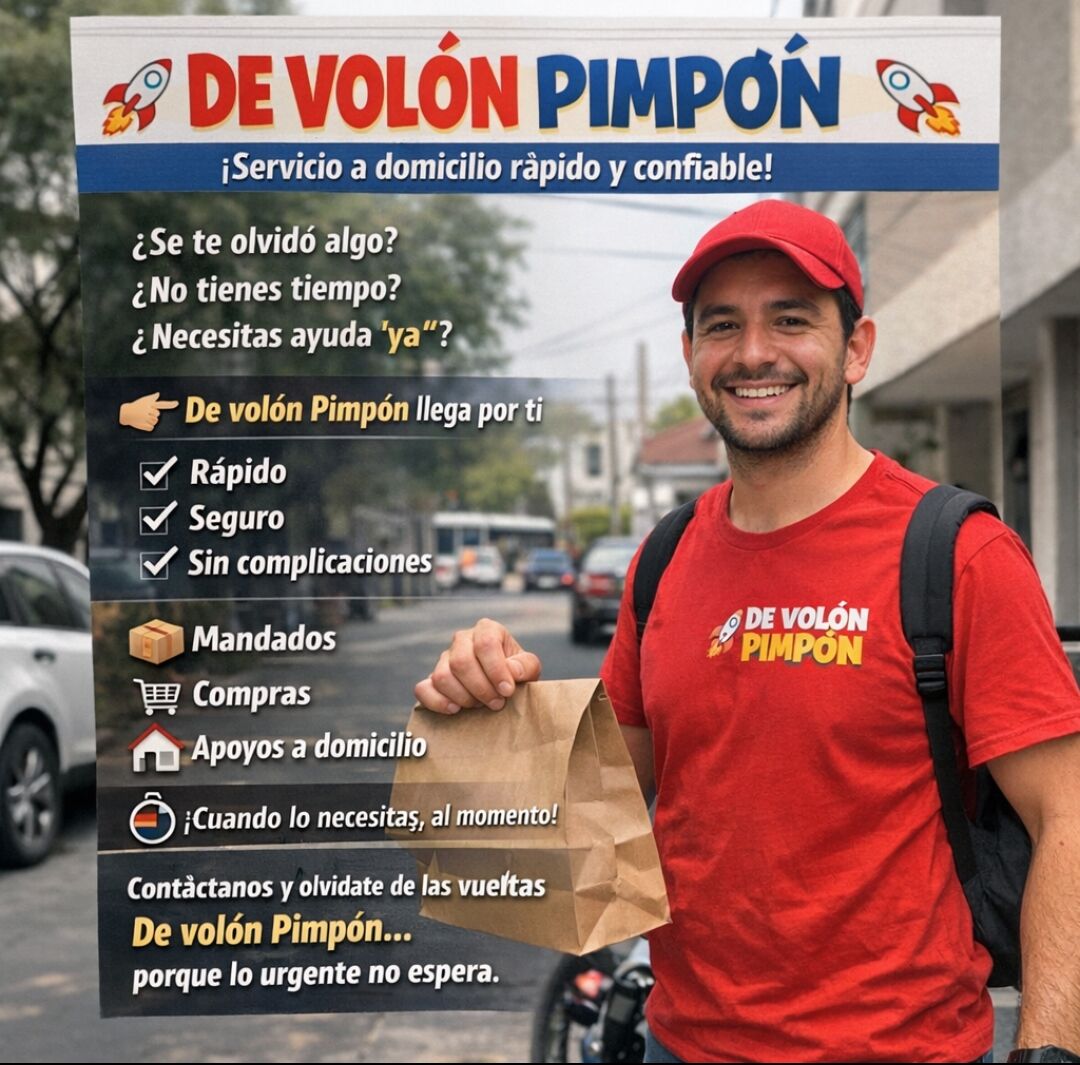 DE VOLÓN PIMPÓN
¡Servicio a domicilio ràpido y confiable!
¿Se te olvidó algo?
¿No tienes tiempo?
¿Necesitas ayuda 'ya“?
De volón Pimpón llega por ti
Rápido
Seguro
Sin complicaciones
Mandados
Compras
Apoyos a domicilio
¡Cuando lo necesitaş, al momento!
Contàctanos y olvidate de las vueltas
De volón Pimpón...
porque lo urgente no espera.
DE VOLÓN
PIMPÓN